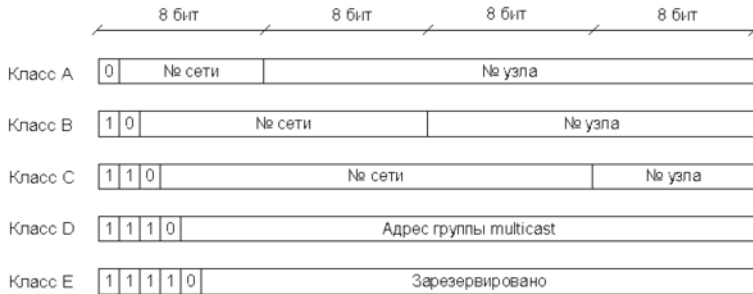 8 бит 8 бит 8 бит 8 бит
Класс A 0 № сети № узла
Класс B 1 0 № сети № узла
Класс C 1 1 0 № сети № узла
Класс D 1 1 1 0 Адрес группы multicast
Класс E 1 1 1 1 0 Зарезервировано